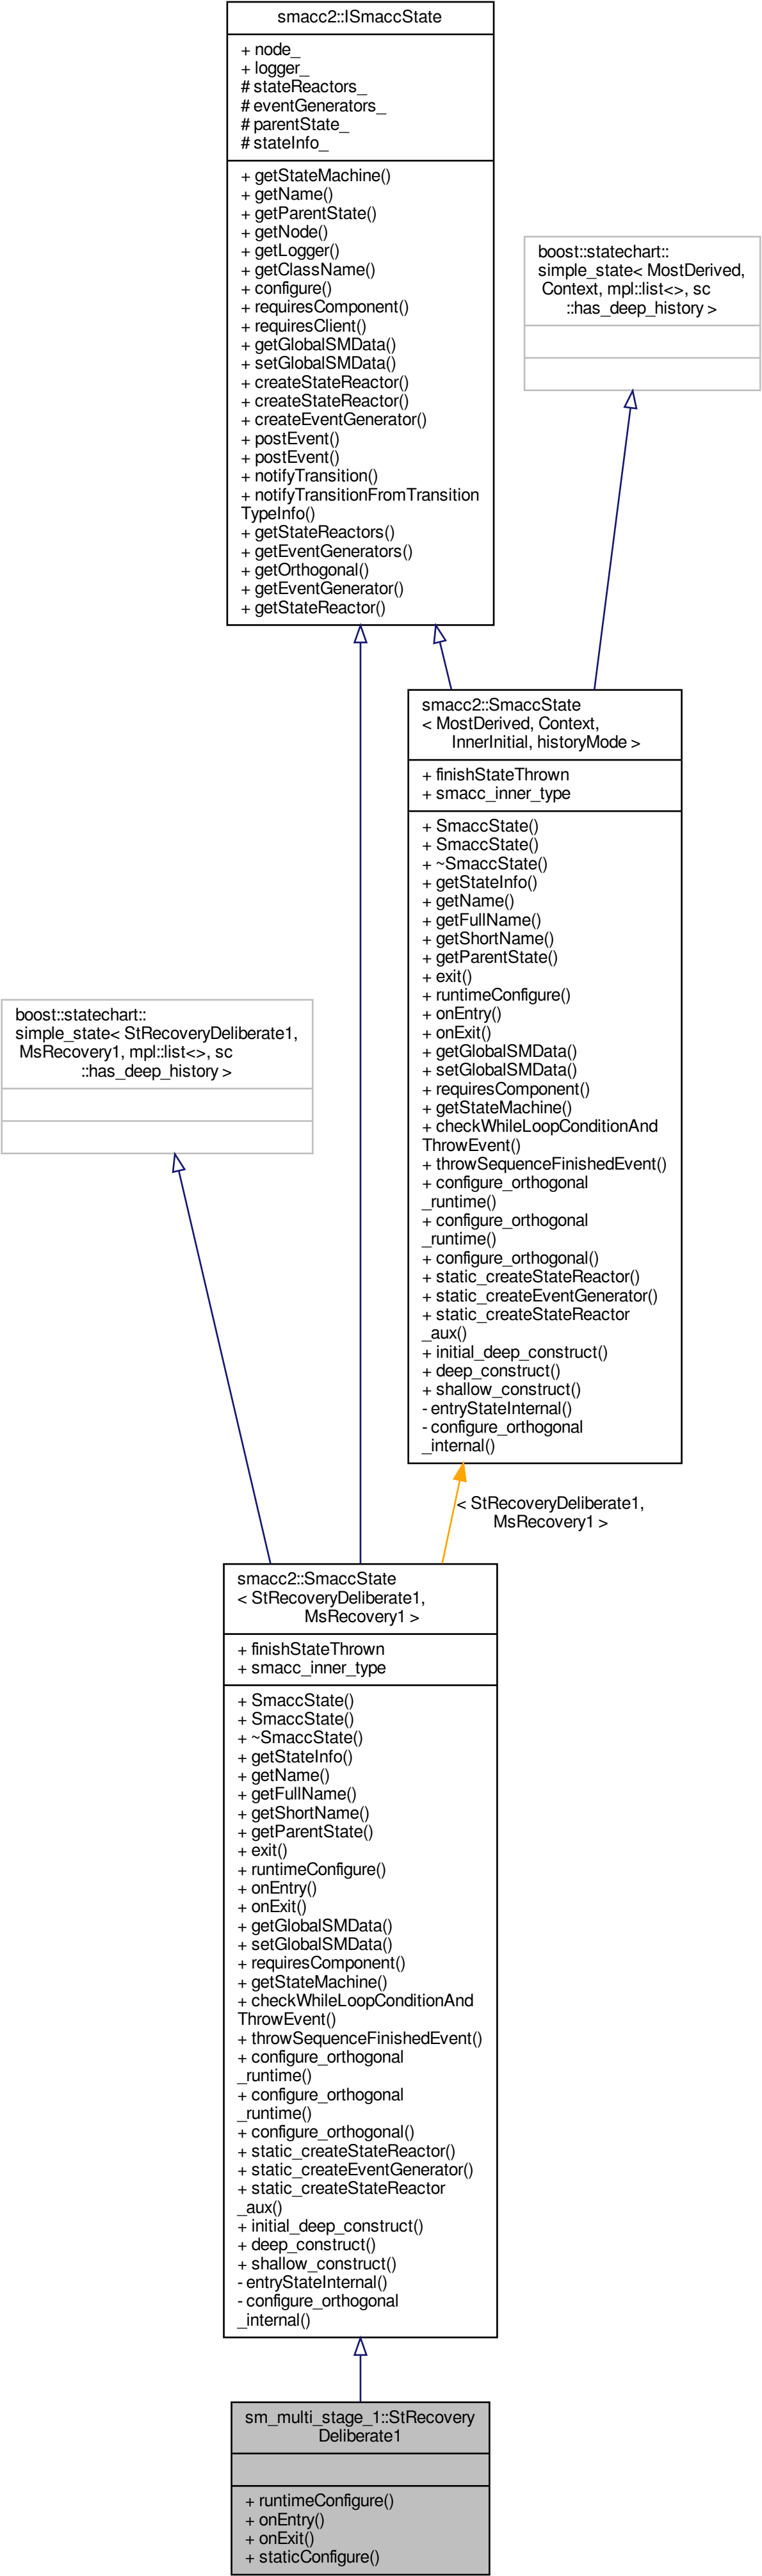 smacc2::ISmaccState
+ node_
+ logger_
# stateReactors_
# eventGenerators_
# parentState_
# stateInfo_
+ getStateMachine()
+ getName()
+ getParentState()
+ getNode()
+ getLogger()
+ getClassName()
+ configure()
+ requiresComponent()
+ requiresClient()
+ getGlobalSMData()
+ setGlobalSMData()
+ createStateReactor()
+ createStateReactor()
+ createEventGenerator()
+ postEvent()
+ postEvent()
+ notifyTransition()
+ notifyTransitionFromTransition
TypeInfo()
+ getStateReactors()
+ getEventGenerators()
+ getOrthogonal()
+ getEventGenerator()
+ getStateReactor()
boost::statechart::
simple_state< MostDerived,
Context, mpl::list<>, sc
::has_deep_history >
smacc2::SmaccState
< MostDerived, Context,
InnerInitial, historyMode >
+ finishStateThrown
+ smacc_inner_type
+ SmaccState()
+ SmaccState()
+ ~SmaccState()
+ getStateInfo()
+ getName()
+ getFullName()
+ getShortName()
+ getParentState()
+ exit()
+ runtimeConfigure()
+ onEntry()
+ onExit()
+ getGlobalSMData()
+ setGlobalSMData()
+ requiresComponent()
+ getStateMachine()
+ checkWhileLoopConditionAnd
ThrowEvent()
+ throwSequenceFinishedEvent()
+ configure_orthogonal
_runtime()
+ configure_orthogonal
_runtime()
+ configure_orthogonal()
+ static_createStateReactor()
+ static_createEventGenerator()
+ static_createStateReactor
_aux()
+ initial_deep_construct()
+ deep_construct()
+ shallow_construct()
- entryStateInternal()
- configure_orthogonal
_internal()
boost::statechart::
simple_state< StRecoveryDeliberate1,
MsRecovery1, mpl::list<>, sc
::has_deep_history >
< StRecoveryDeliberate1,
MsRecovery1 >
smacc2::SmaccState
< StRecoveryDeliberate1,
MsRecovery1 >
+ finishStateThrown
+ smacc_inner_type
+ SmaccState()
+ SmaccState()
+ ~SmaccState()
+ getStateInfo()
+ getName()
+ getFullName()
+ getShortName()
+ getParentState()
+ exit()
+ runtimeConfigure()
+ onEntry()
+ onExit()
+ getGlobalSMData()
+ setGlobalSMData()
+ requiresComponent()
+ getStateMachine()
+ checkWhileLoopConditionAnd
ThrowEvent()
+ throwSequenceFinishedEvent()
+ configure_orthogonal
_runtime()
+ configure_orthogonal
_runtime()
+ configure_orthogonal()
+ static_createStateReactor()
+ static_createEventGenerator()
+ static_createStateReactor
_aux()
+ initial_deep_construct()
+ deep_construct()
+ shallow_construct()
- entryStateInternal()
- configure_orthogonal
_internal()
sm_multi_stage_1::StRecovery
Deliberate1
+ runtimeConfigure()
+ onEntry()
+ onExit()
+ staticConfigure()